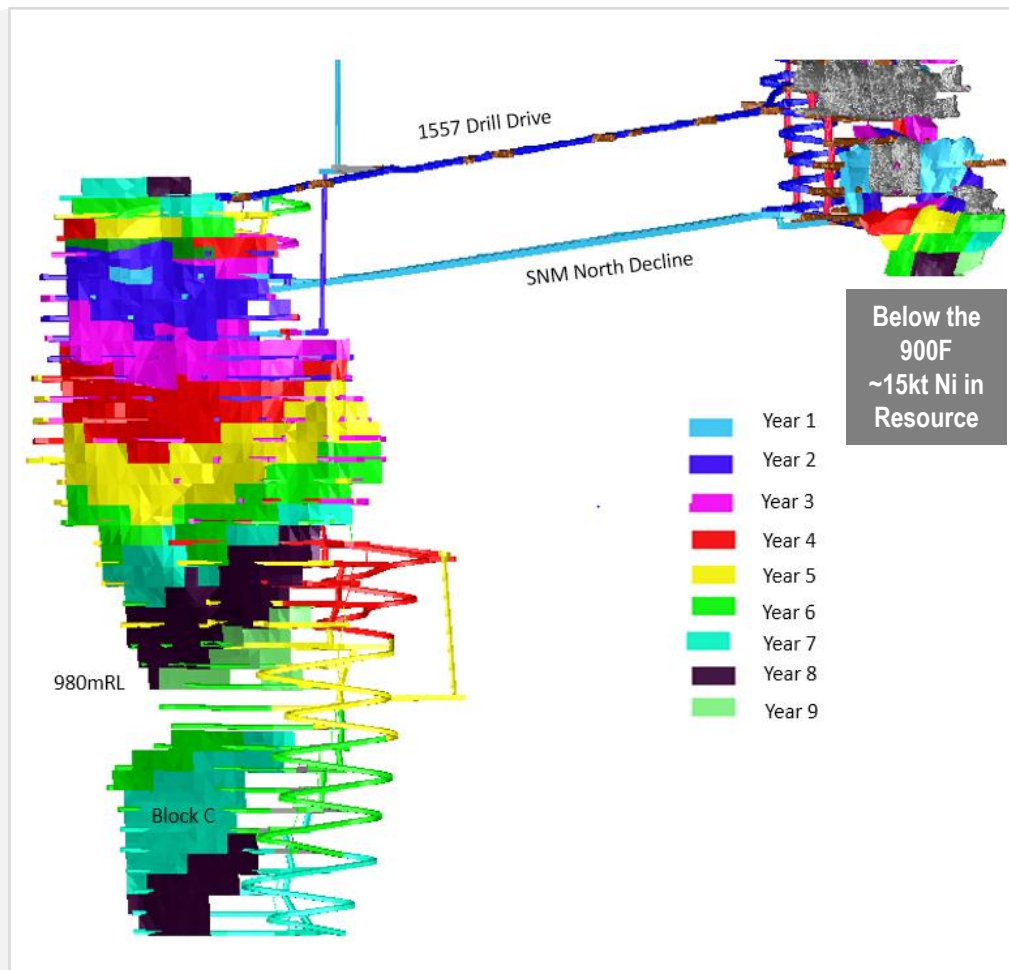 1557 Drill Drive
SNM North Decline
Below the
900F
~15kt Ni in
Resource
Year 1
Year 2
Year 3
Year 4
Year 5
Year 6
Year 7
Year 8
Year 9
980mRL
Block C